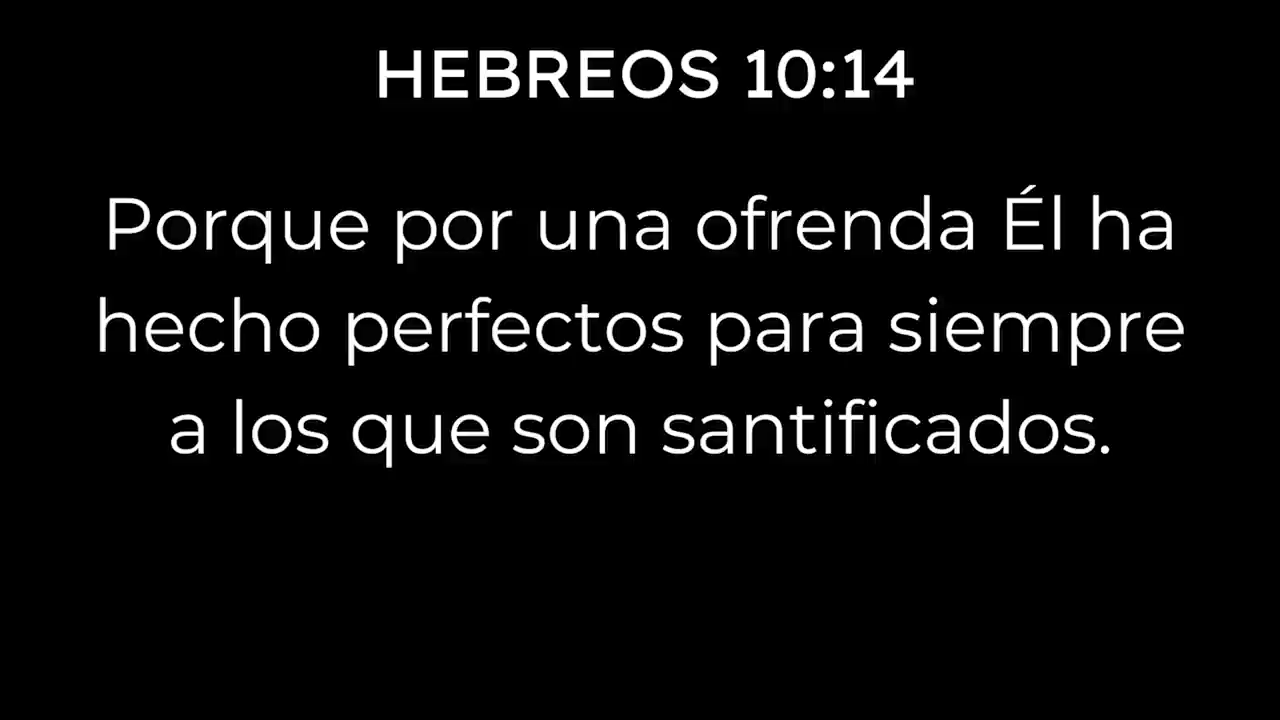 HEBREOS 10:14
Porque por una ofrenda Él ha
hecho perfectos para siempre
a los que son santificados.